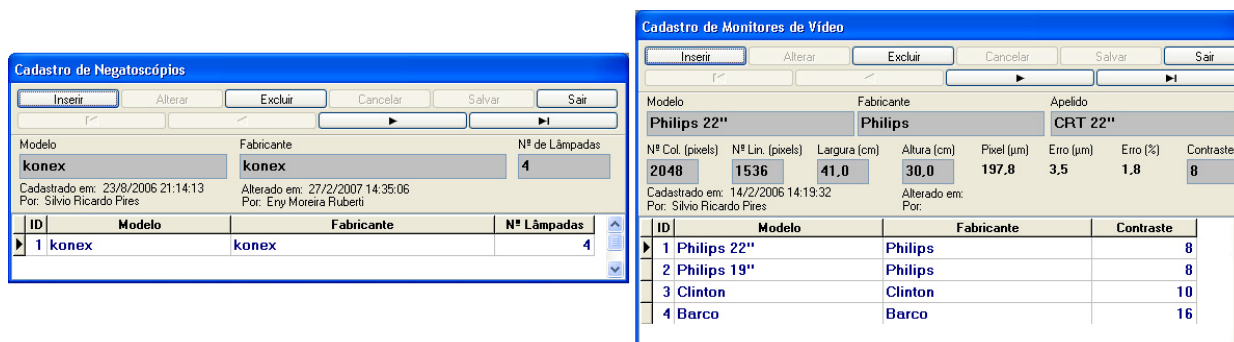 Cadastro de Negatoscópios
Inserir Alterar Excluir Cancelar Salvar Sair
Modelo Fabricante Nº de Lâmpadas
konex konex 4
Cadastrado em: 23/8/2006 21:14:13 Alterado em: 27/2/2007 14:35:06
Por: Silvio Ricardo Pires Por: Eny Moreira Ruberti
ID Modelo Fabricante Nº Lâmpadas
1 konex konex 4
Cadastro de Monitores de Vídeo
Inserir Alterar Excluir Cancelar Salvar Sair
Modelo Fabricante Apelido
Philips 22" Philips CRT 22"
Nº Col. (pixels) Nº Lin. (pixels) Largura (cm) Altura (cm) Pixel (µm) Erro (µm) Erro (%) Contraste
2048 1536 41,0 30,0 197,8 3,5 1,8 8
Cadastrado em: 14/2/2006 14:19:32 Alterado em:
Por: Silvio Ricardo Pires Por:
ID Modelo Fabricante Contraste
1 Philips 22" Philips 8
2 Philips 19" Philips 8
3 Clinton Clinton 10
4 Barco Barco 16